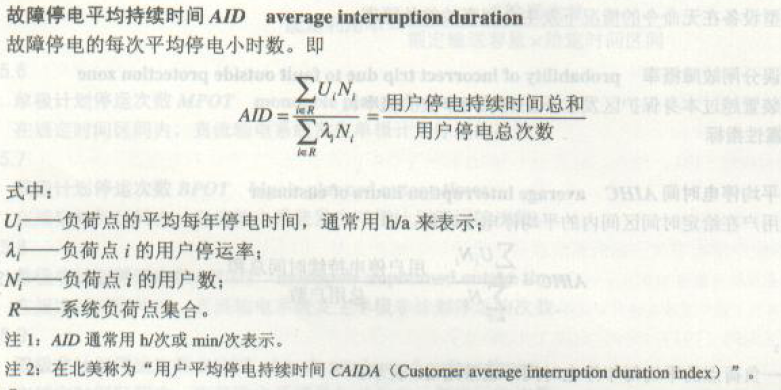 故障停电平均持续时间 AID average interruption duration
故障停电的每次平均停电小时数。即
AID = \frac{\sum_{i∈R} U_i N_i}{\sum_{i∈R} λ_i N_i} = \frac{用户停电持续时间总和}{用户停电总次数}
式中：
U_i——负荷点的平均每年停电时间，通常用 h/a 来表示；
λ_i——负荷点 i 的用户停运率；
N_i——负荷点 i 的用户数；
R——系统负荷点集合。
注 1：AID 通常用 h/次或 min/次表示。
注 2：在北美称为“用户平均停电持续时间 CAIDA（Customer average interruption duration index）”。